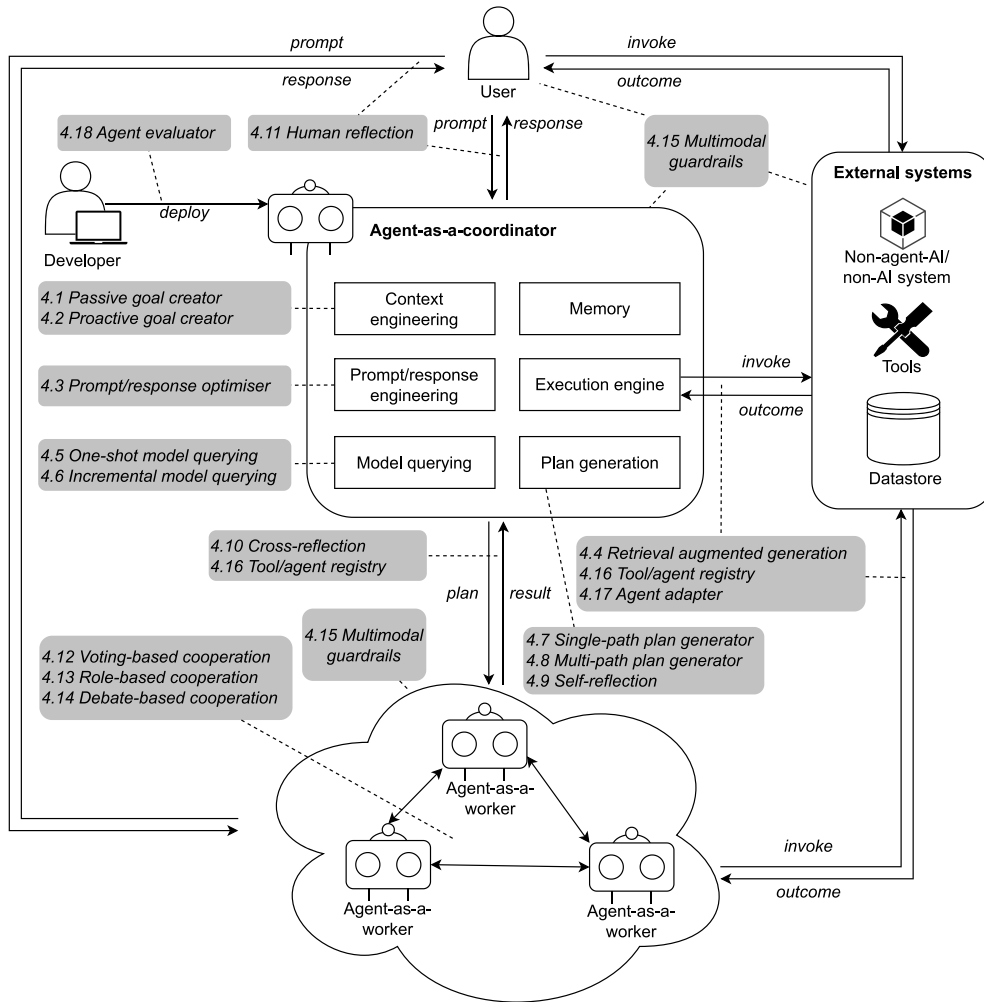 prompt
response
User
invoke
outcome
4.18 Agent evaluator
4.11 Human reflection
prompt
response
4.15 Multimodal
guardrails
External systems
Non-agent-AI/
non-AI system
Tools
Datastore
Developer
deploy
Agent-as-a-coordinator
4.1 Passive goal creator
4.2 Proactive goal creator
Context
engineering
Memory
4.3 Prompt/response optimiser
Prompt/response
engineering
Execution engine
invoke
outcome
4.5 One-shot model querying
4.6 Incremental model querying
Model querying
Plan generation
4.10 Cross-reflection
4.16 Tool/agent registry
plan
result
4.4 Retrieval augmented generation
4.16 Tool/agent registry
4.17 Agent adapter
4.15 Multimodal
guardrails
4.7 Single-path plan generator
4.8 Multi-path plan generator
4.9 Self-reflection
4.12 Voting-based cooperation
4.13 Role-based cooperation
4.14 Debate-based cooperation
Agent-as-a-
worker
Agent-as-a-
worker
Agent-as-a-
worker
invoke
outcome